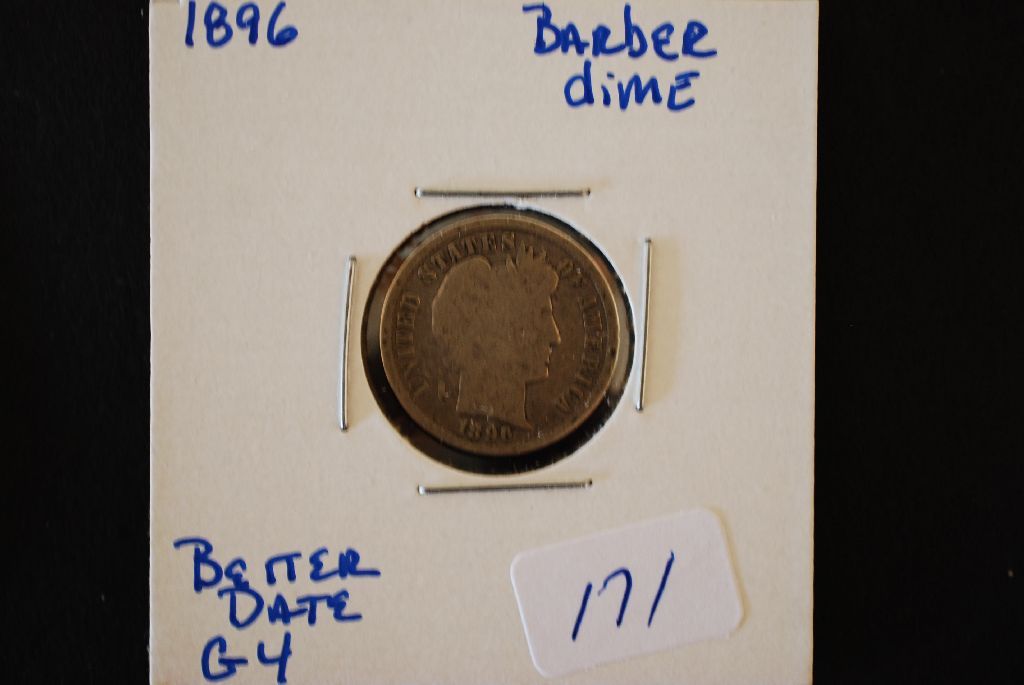 1896
BARbER
dimE
UNITED STATES OF AMERICA
1896
BETTER
DATE
G4
171